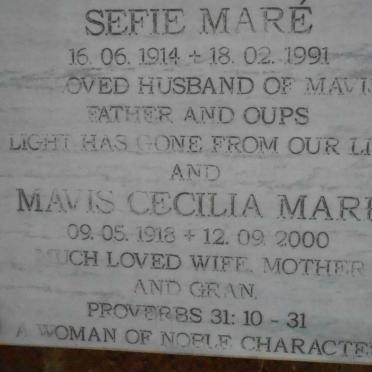 SEFIE MARÉ
16. 06. 1914 + 18. 02. 1991
OVED HUSBAND OF MAVI
FATHER AND OUPS
LIGHT HAS GONE FROM OUR LI
AND
MAVIS CECILIA MAR
09. 05. 1918 + 12. 09. 2000
UCH LOVED WIFE, MOTHER
AND GRAN.
PROVERBS 31: 10 - 31
A WOMAN OF NOBLE CHARACTE